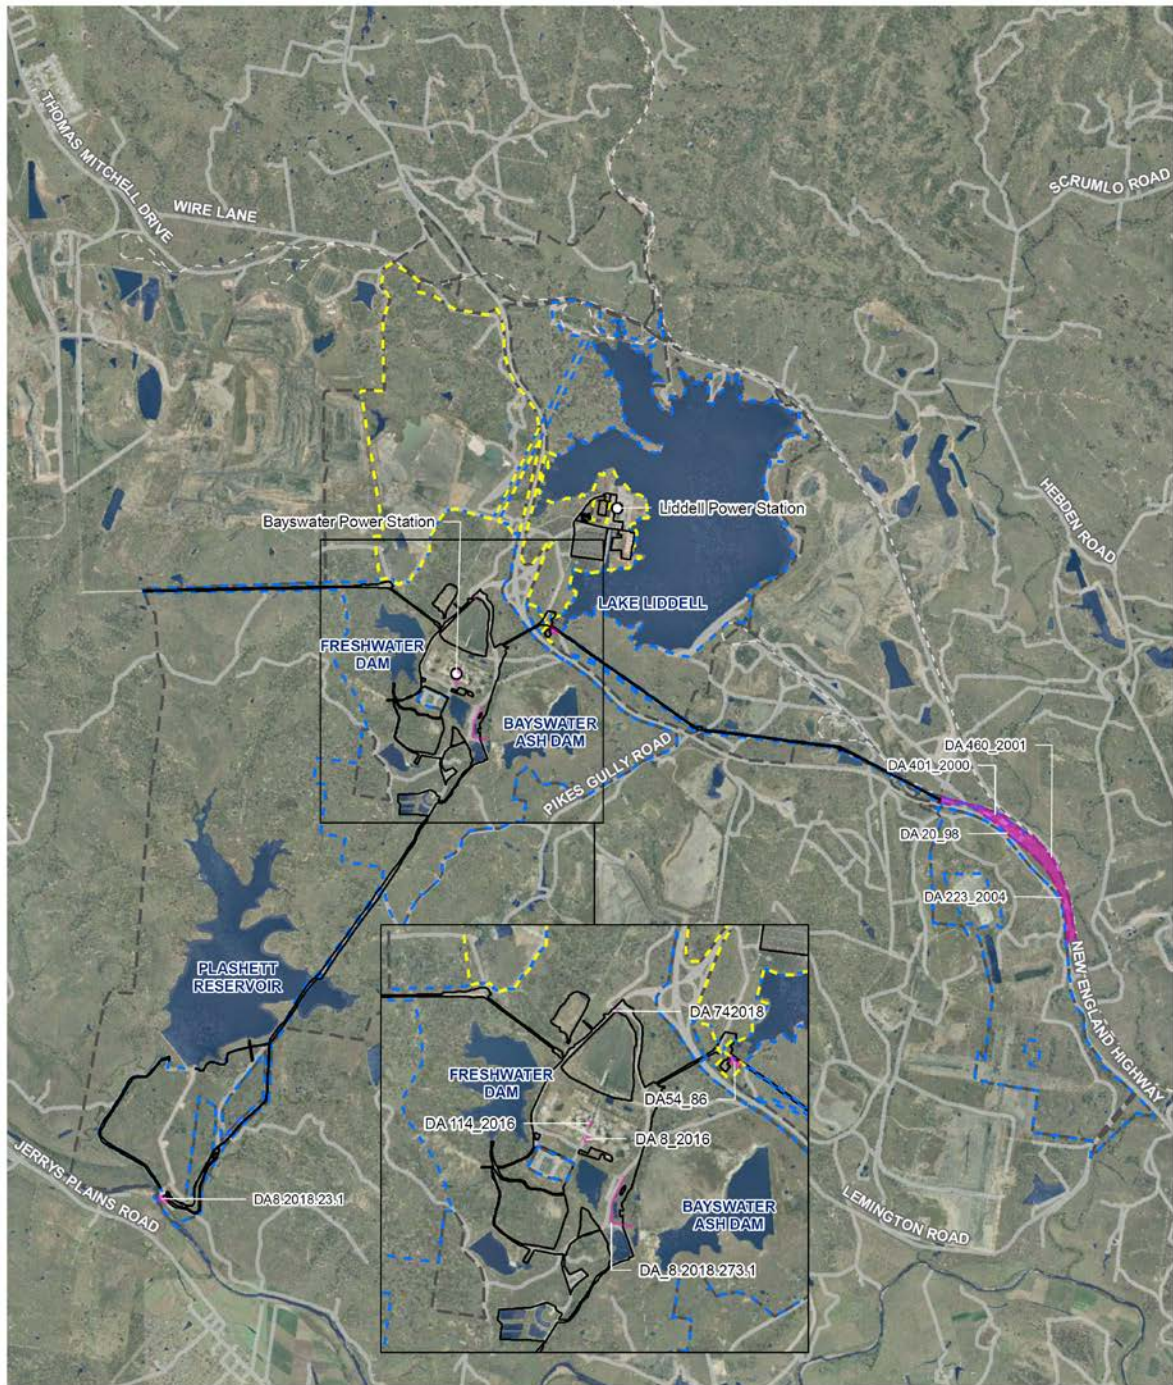 SCRUMLO ROAD
THOMAS MITCHELL DRIVE
WIRE LANE
HEBDEN ROAD
Bayswater Power Station
Liddell Power Station
LAKE LIDDELL
FRESHWATER
DAM
BAYSWATER
ASH DAM
PIKES GULLY ROAD
DA 460_2001
DA 401_2000
DA 20_98
DA 223_2004
PLASHETT
RESERVOIR
NEW ENGLAND HIGHWAY
DA 742018
FRESHWATER
DAM
DA54_86
DA 114_2016
DA 8_2016
JERRYS PLAINS ROAD
DA8.2018.23.1
BAYSWATER
ASH DAM
LEMINGTON ROAD
DA_8.2018.273.1